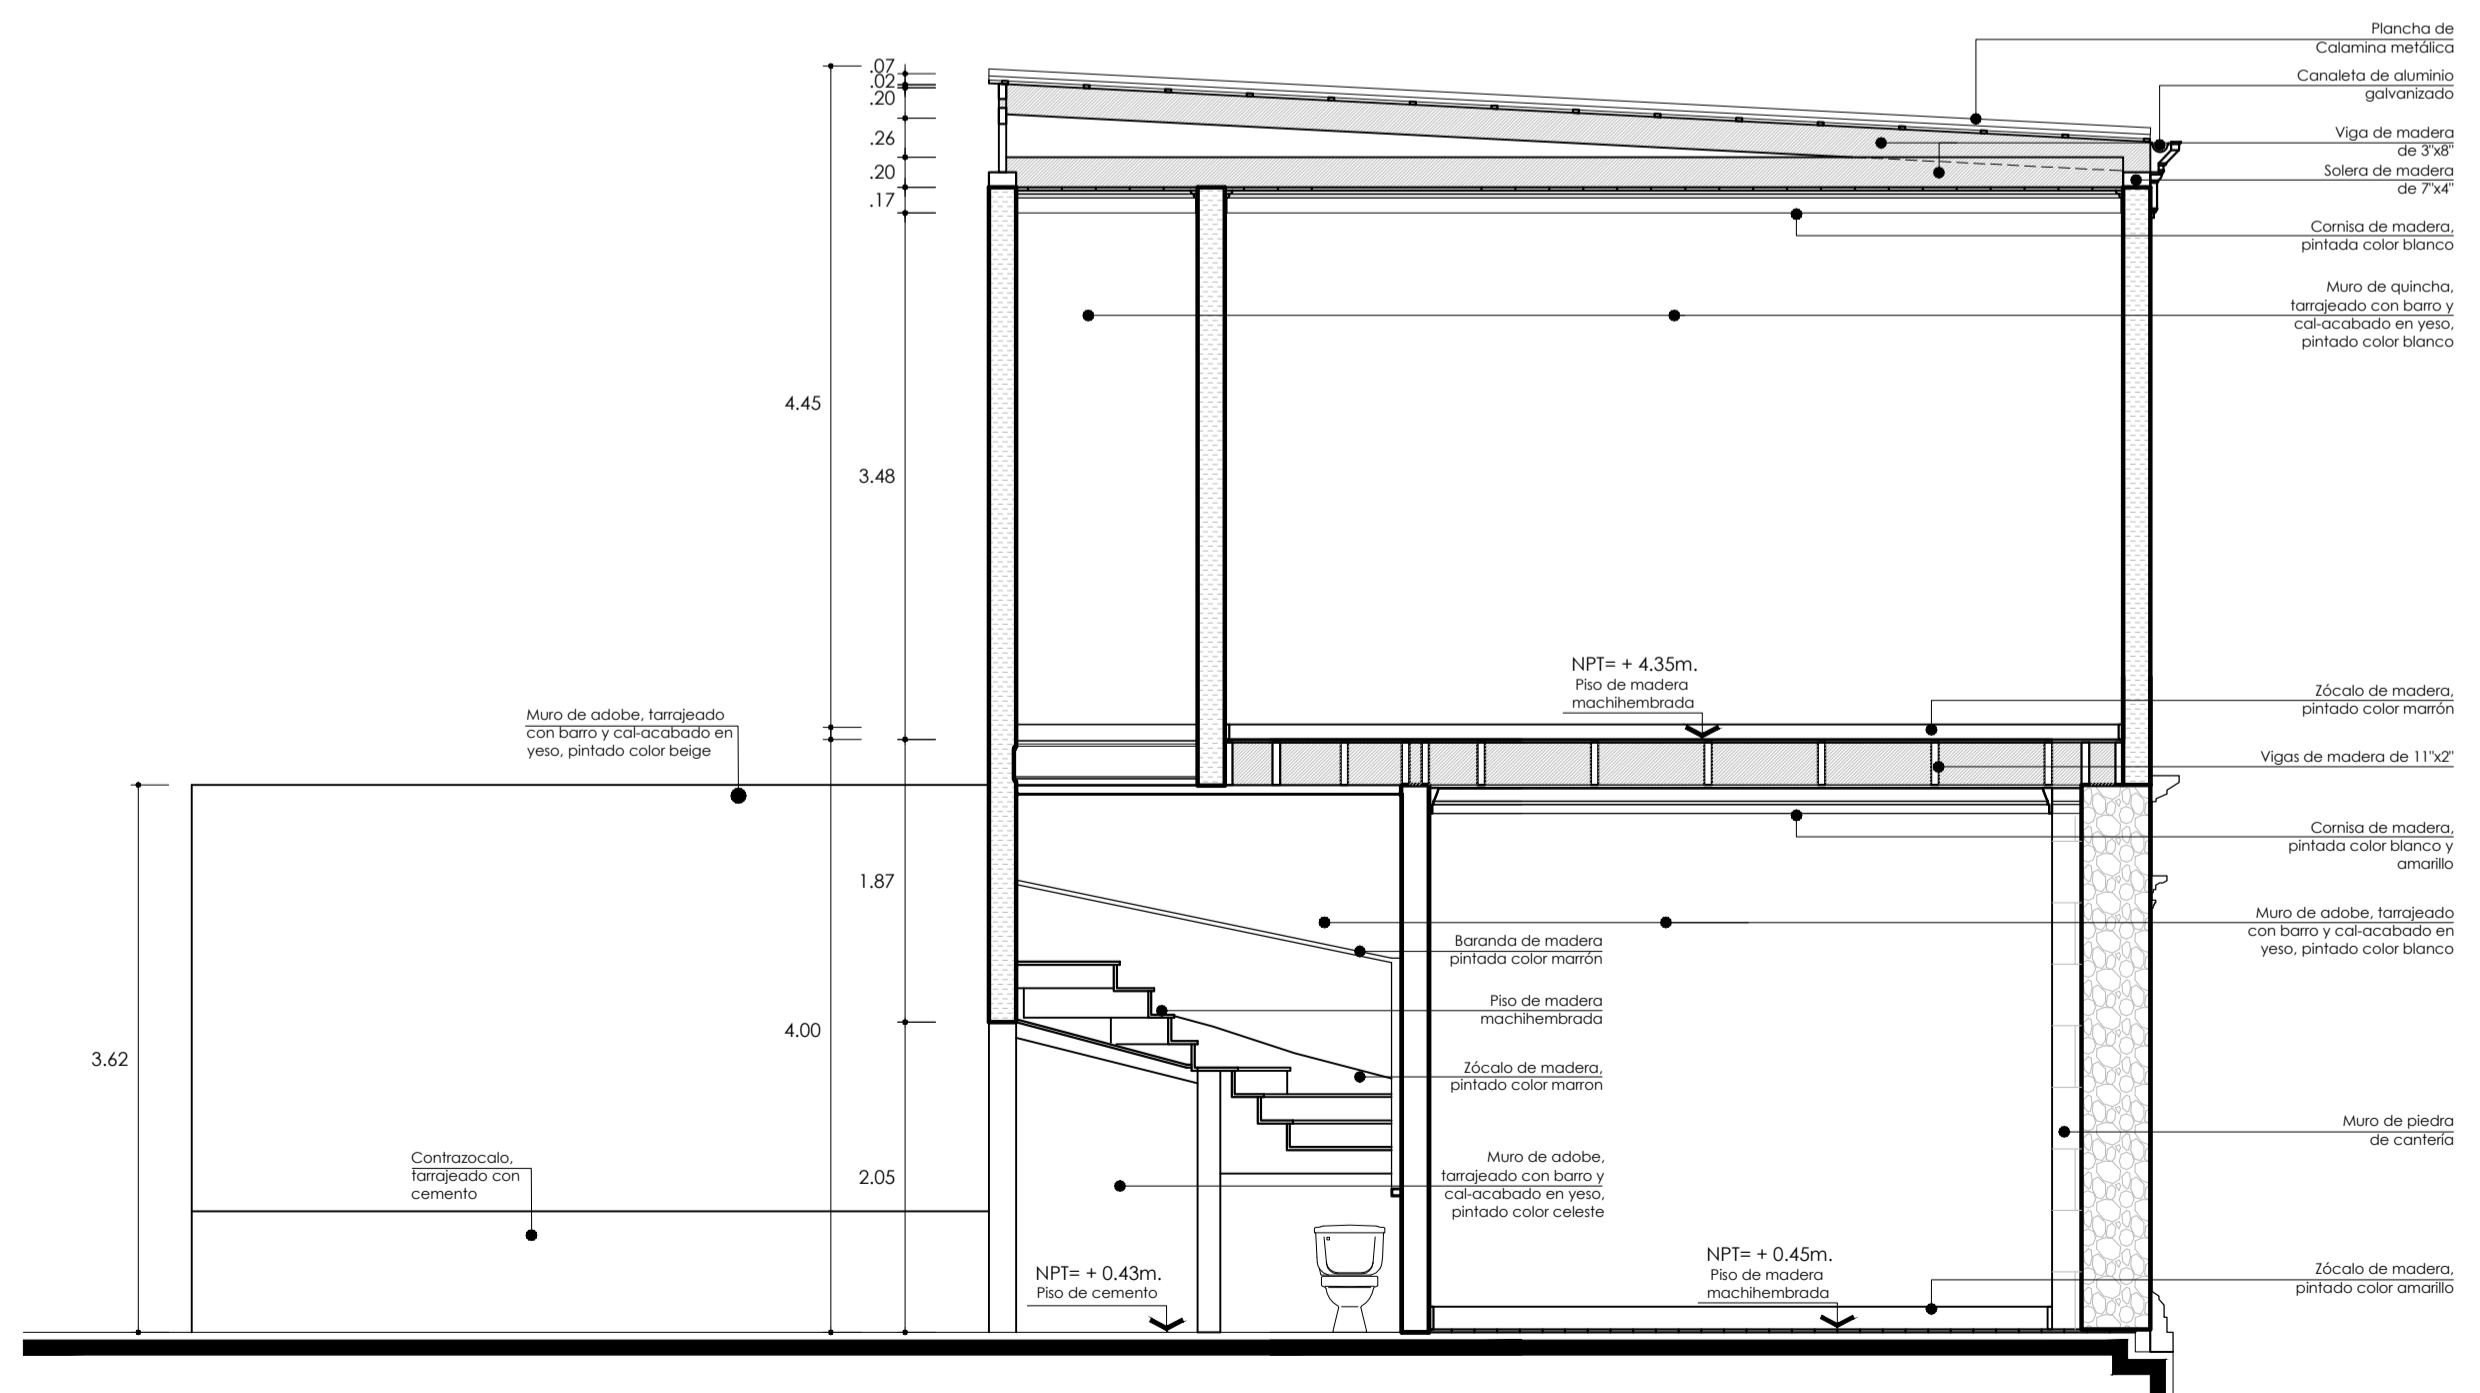 Plancha de
Calamina metálica
Canaleta de aluminio
galvanizado
Viga de madera
de 3"x8"
Solera de madera
de 7"x4"
Cornisa de madera,
pintada color blanco
Muro de quincha,
tarrajeado con barro y
cal-acabado en yeso,
pintado color blanco
.07
.02
.20
.26
.20
.17
4.45
3.48
NPT= + 4.35m.
Piso de madera
machihembrada
Zócalo de madera,
pintado color marrón
Vigas de madera de 11"x2"
Muro de adobe, tarrajeado
con barro y cal-acabado en
yeso, pintado color beige
Cornisa de madera,
pintada color blanco y
amarillo
1.87
Muro de adobe, tarrajeado
con barro y cal-acabado en
yeso, pintado color blanco
Baranda de madera
pintada color marrón
Piso de madera
machihembrada
4.00
3.62
Zócalo de madera,
pintado color marron
Muro de piedra
de cantería
Contrazocalo,
tarrajeado con
cemento
2.05
Muro de adobe,
tarrajeado con barro y
cal-acabado en yeso,
pintado color celeste
NPT= + 0.43m.
Piso de cemento
NPT= + 0.45m.
Piso de madera
machihembrada
Zócalo de madera,
pintado color amarillo